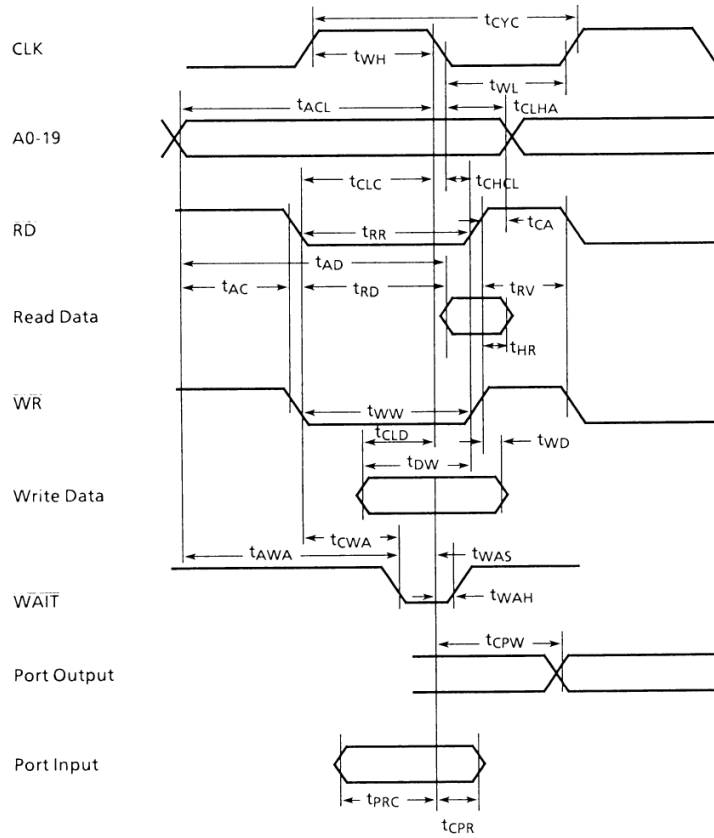 tCYC
CLK
tWH
tWL
tACL
tCLHA
A0-19
tCLC
tCHCL
RD
tRR
tCA
tAD
tAC
tRD
tRV
Read Data
tHR
WR
tWW
tCLD
tWD
tDW
Write Data
tCWA
tAWA
tWAS
WAIT
tWAH
tCPW
Port Output
Port Input
tPRC
tCPR